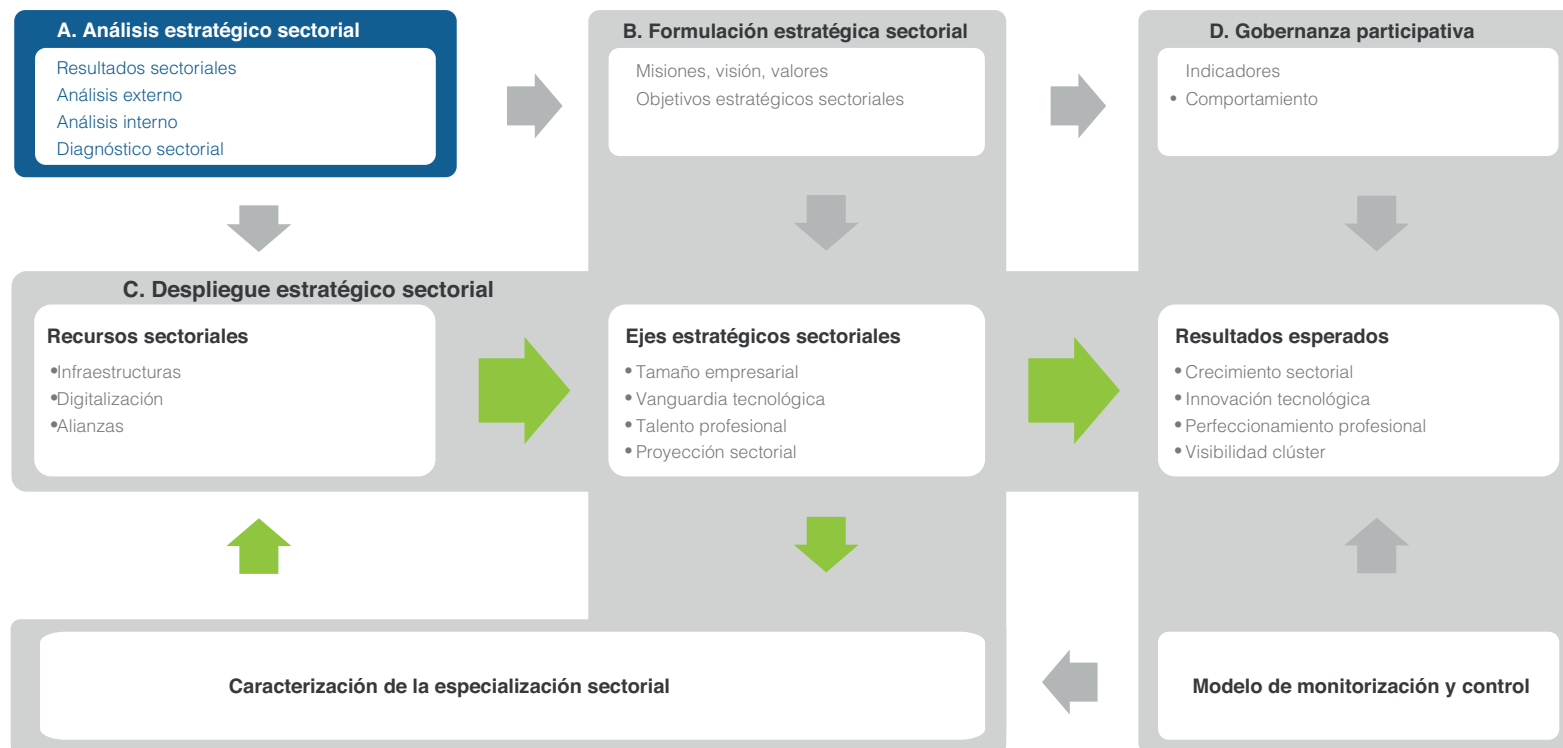 A. Análisis estratégico sectorial
Resultados sectoriales
Análisis externo
Análisis interno
Diagnóstico sectorial
B. Formulación estratégica sectorial
Misiones, visión, valores
Objetivos estratégicos sectoriales
D. Gobernanza participativa
Indicadores
• Comportamiento
C. Despliegue estratégico sectorial
Recursos sectoriales
•Infraestructuras
•Digitalización
•Alianzas
Ejes estratégicos sectoriales
• Tamaño empresarial
• Vanguardia tecnológica
• Talento profesional
• Proyección sectorial
Resultados esperados
• Crecimiento sectorial
• Innovación tecnológica
• Perfeccionamiento profesional
• Visibilidad clúster
Caracterización de la especialización sectorial
Modelo de monitorización y control